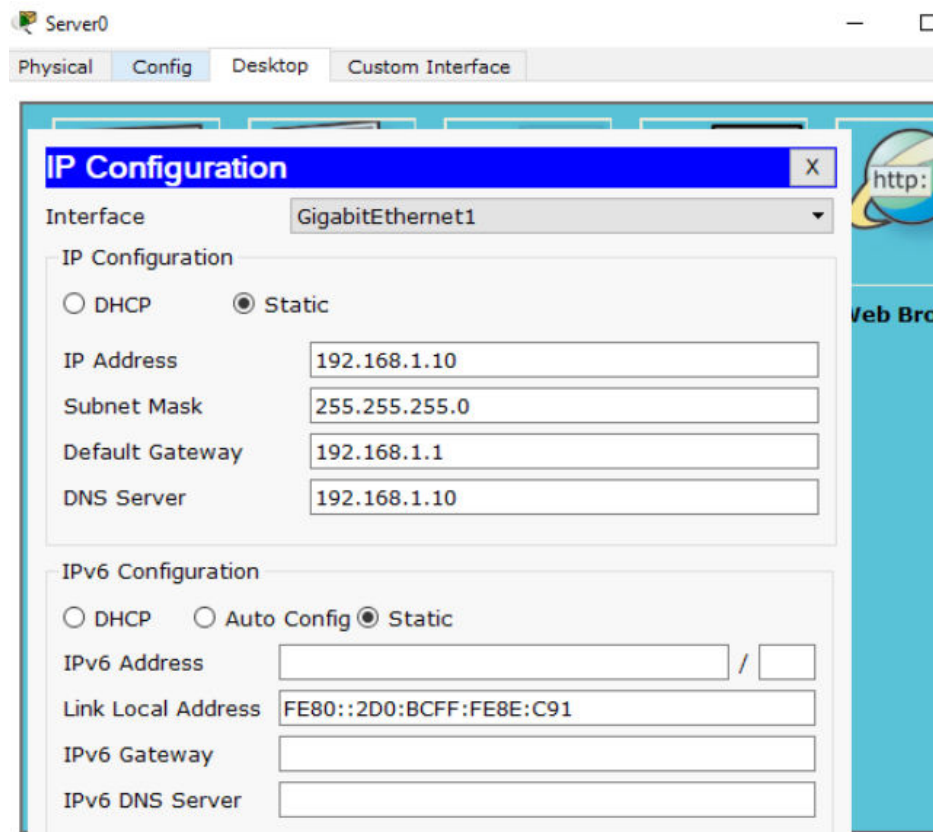 Server0
Physical Config Desktop Custom Interface
IP Configuration X
http:
Interface GigabitEthernet1
IP Configuration
DHCP Static
Web Bro
IP Address 192.168.1.10
Subnet Mask 255.255.255.0
Default Gateway 192.168.1.1
DNS Server 192.168.1.10
IPv6 Configuration
DHCP Auto Config Static
IPv6 Address /
Link Local Address FE80::2D0:BCFF:FE8E:C91
IPv6 Gateway
IPv6 DNS Server